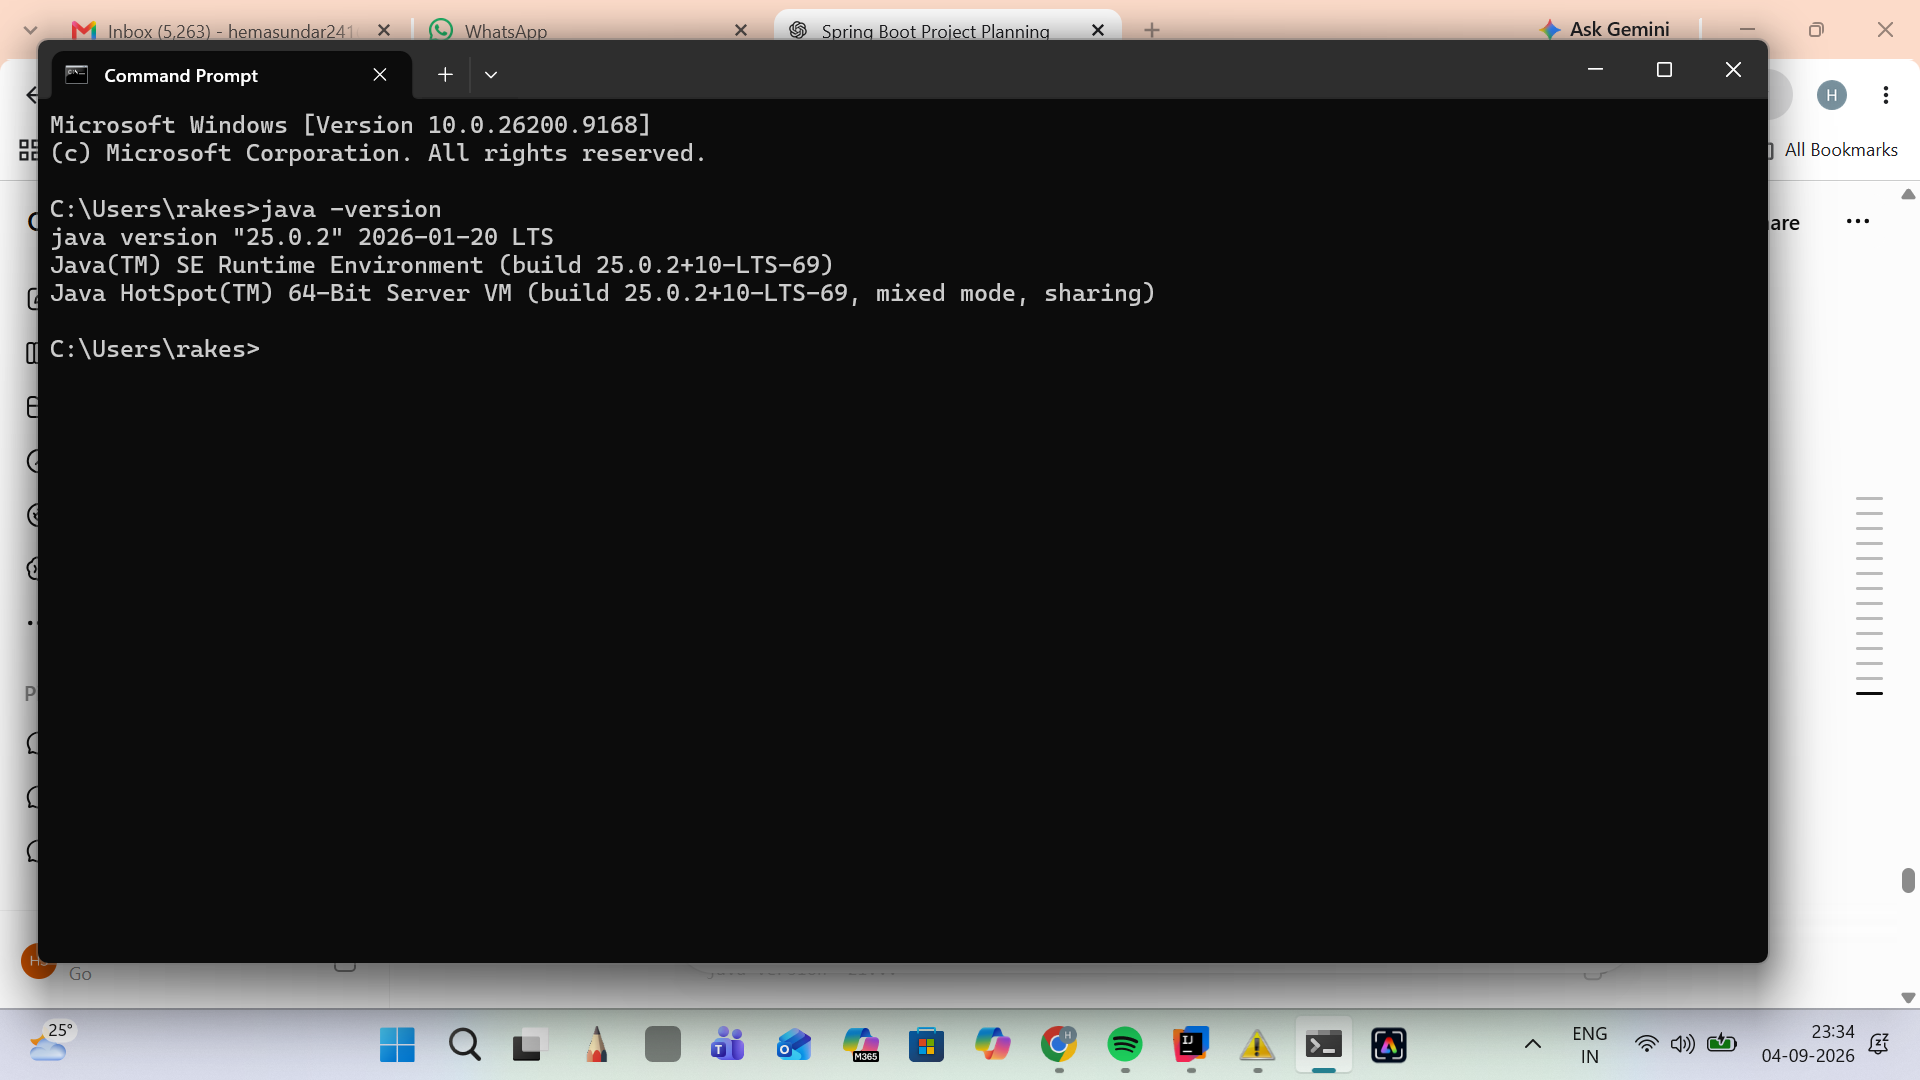 Inbox (5,263) - hemasundar241
WhatsApp
Spring Boot Project Planning
Ask Gemini
Command Prompt
H
All Bookmarks
Microsoft Windows [Version 10.0.26200.9168]
(c) Microsoft Corporation. All rights reserved.
C:\Users\rakes>java -version
java version "25.0.2" 2026-01-20 LTS
Java(TM) SE Runtime Environment (build 25.0.2+10-LTS-69)
Java HotSpot(TM) 64-Bit Server VM (build 25.0.2+10-LTS-69, mixed mode, sharing)
C:\Users\rakes>
are
P
Go
25°
M365
ENG
IN
23:34
04-09-2026